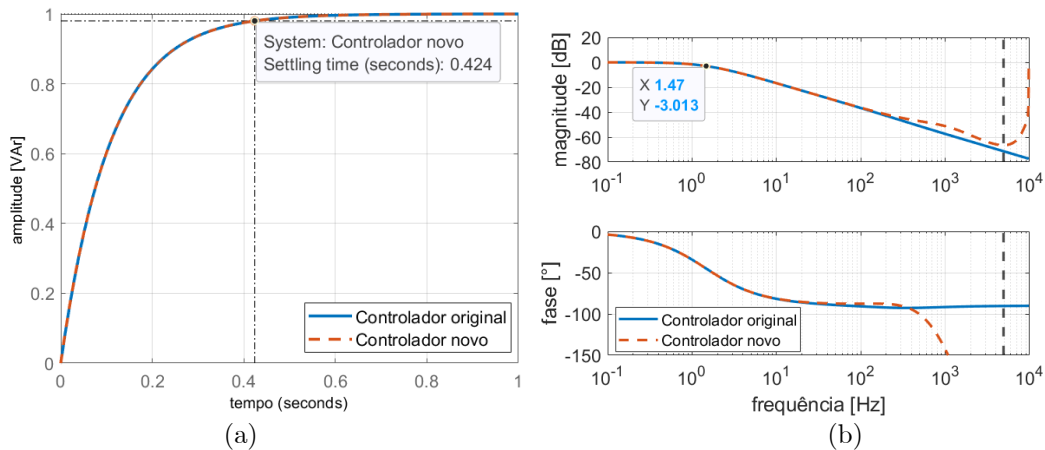 1
0.8
0.6
0.4
0.2
0
amplitude [VAr]
System: Controlador novo
Settling time (seconds): 0.424
Controlador original
Controlador novo
0 0.2 0.4 0.6 0.8 1
tempo (seconds)
(a)
20
0
-20
-40
-60
-80
magnitude [dB]
X 1.47
Y -3.013
10^-1 10^0 10^1 10^2 10^3 10^4
0
-50
-100
-150
fase [°]
Controlador original
Controlador novo
10^-1 10^0 10^1 10^2 10^3 10^4
frequência [Hz]
(b)